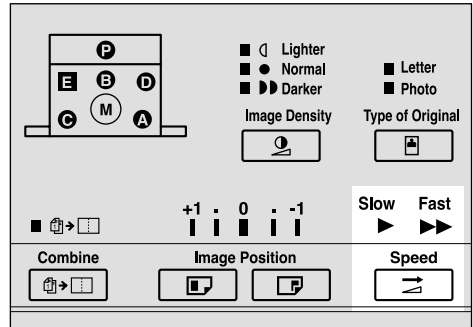 P
E B D
C M A
Lighter
Normal
Darker
Image Density
Letter
Photo
Type of Original
+1 . 0 . -1
Slow Fast
Combine
Image Position
Speed